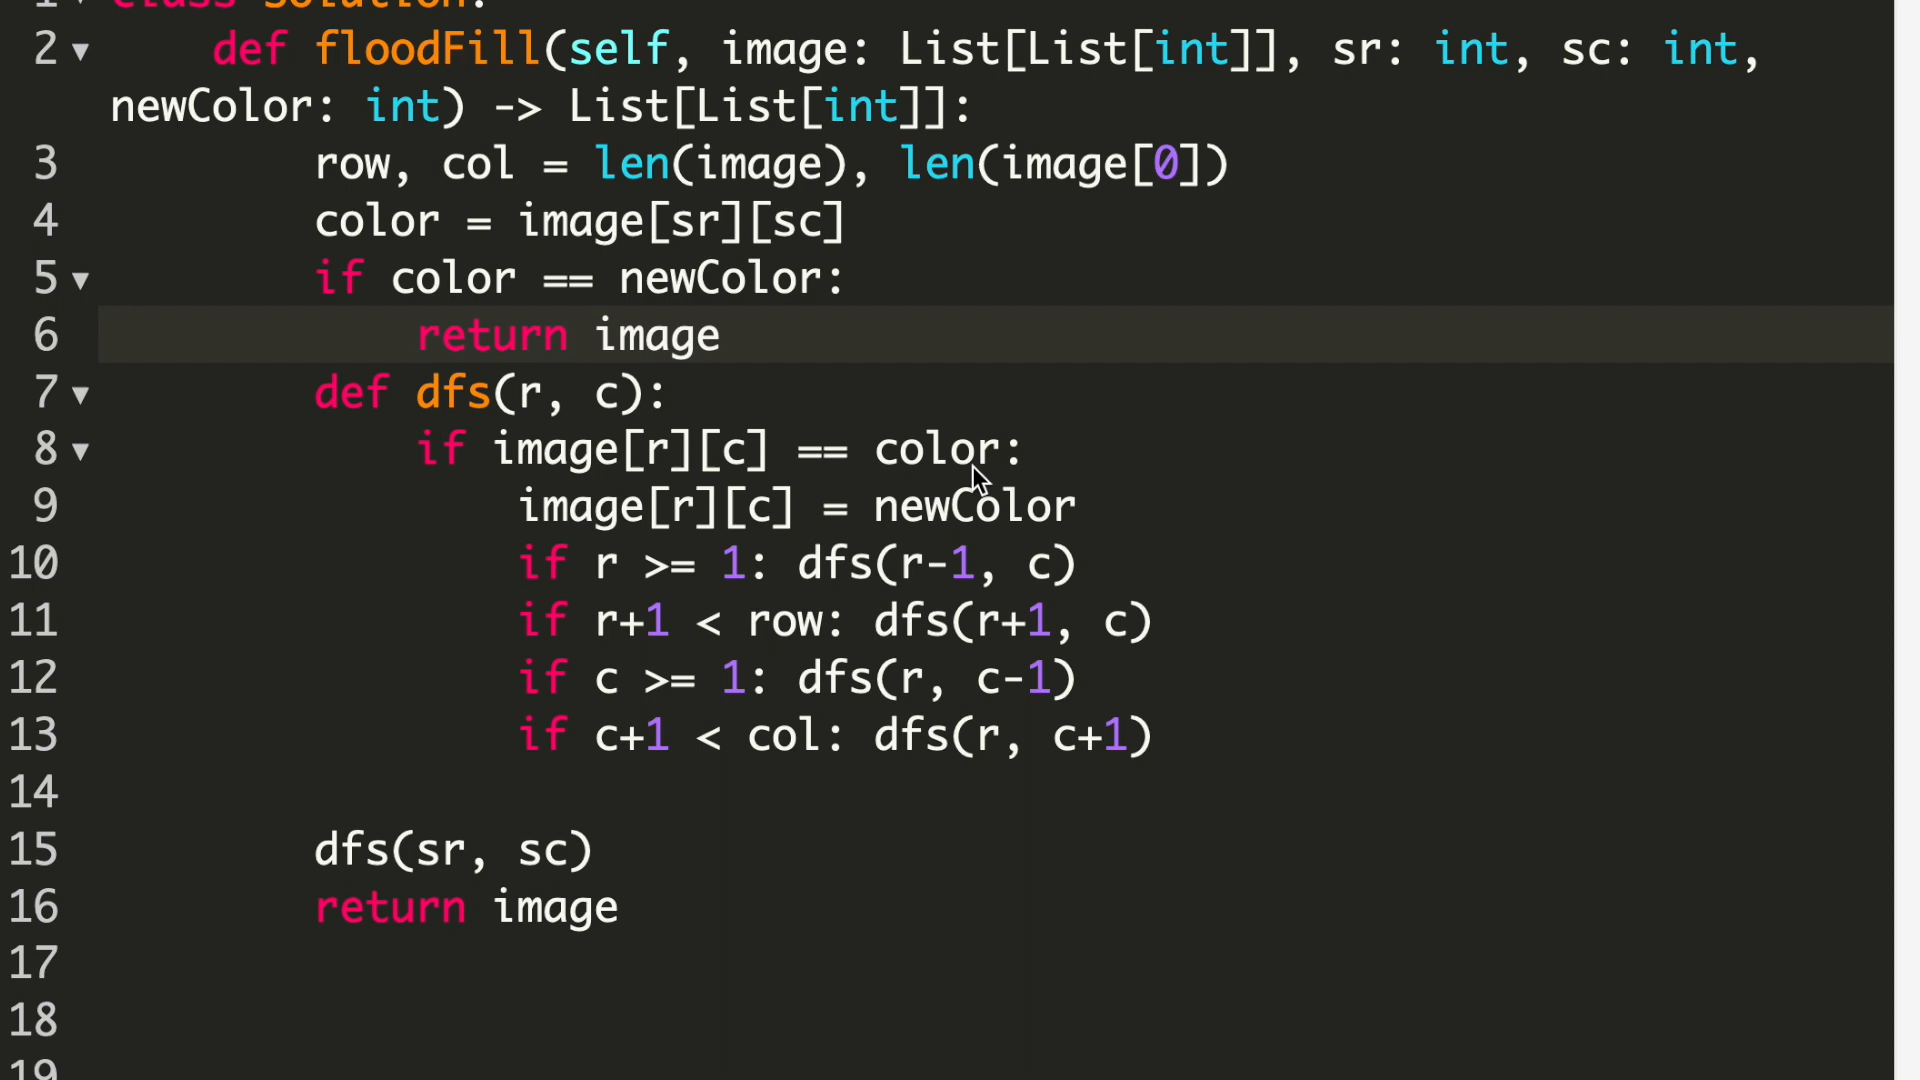 1 class Solution:
2 def floodFill(self, image: List[List[int]], sr: int, sc: int,
newColor: int) -> List[List[int]]:
3 row, col = len(image), len(image[0])
4 color = image[sr][sc]
5 if color == newColor:
6 return image
7 def dfs(r, c):
8 if image[r][c] == color:
9 image[r][c] = newColor
10 if r >= 1: dfs(r-1, c)
11 if r+1 < row: dfs(r+1, c)
12 if c >= 1: dfs(r, c-1)
13 if c+1 < col: dfs(r, c+1)
14
15 dfs(sr, sc)
16 return image
17
18
19